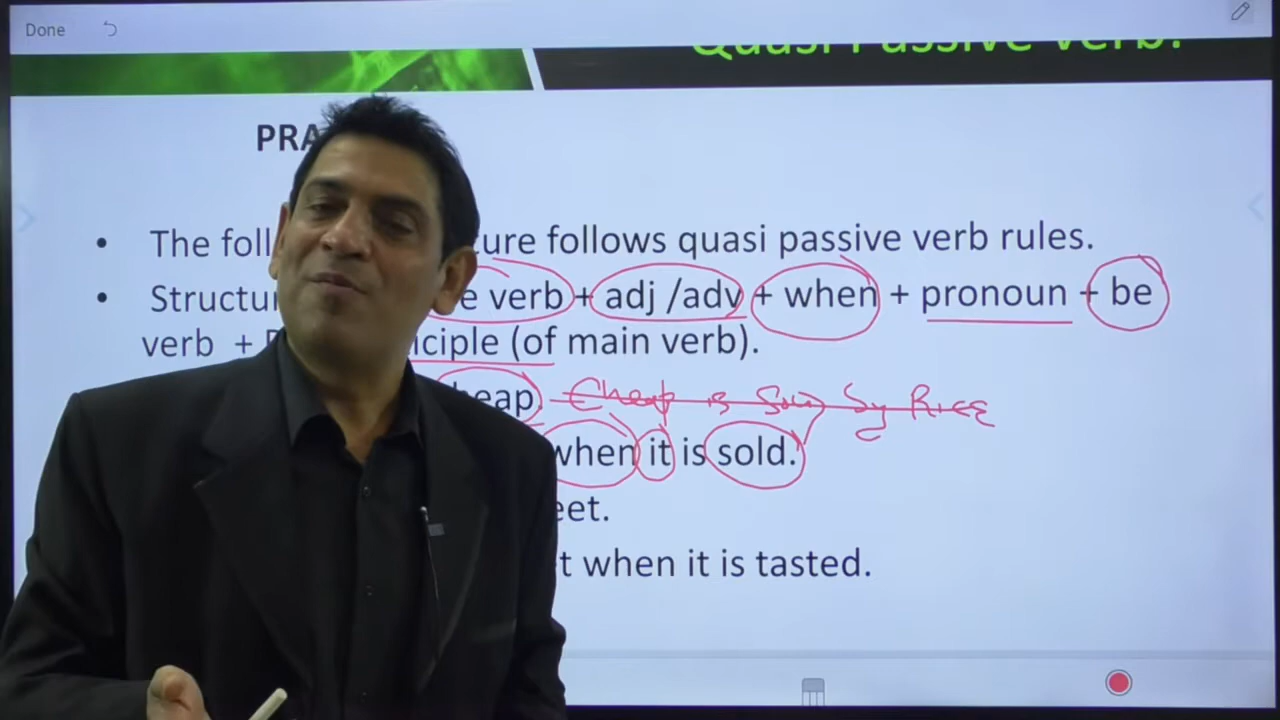 Done
Quasi Passive Verb:
PRA
• The foll ture follows quasi passive verb rules.
• Structu e verb + adj /adv + when + pronoun + be
verb + P iciple (of main verb).
heap. Cheap is Sold by Rice
when it is sold.
eet.
t when it is tasted.